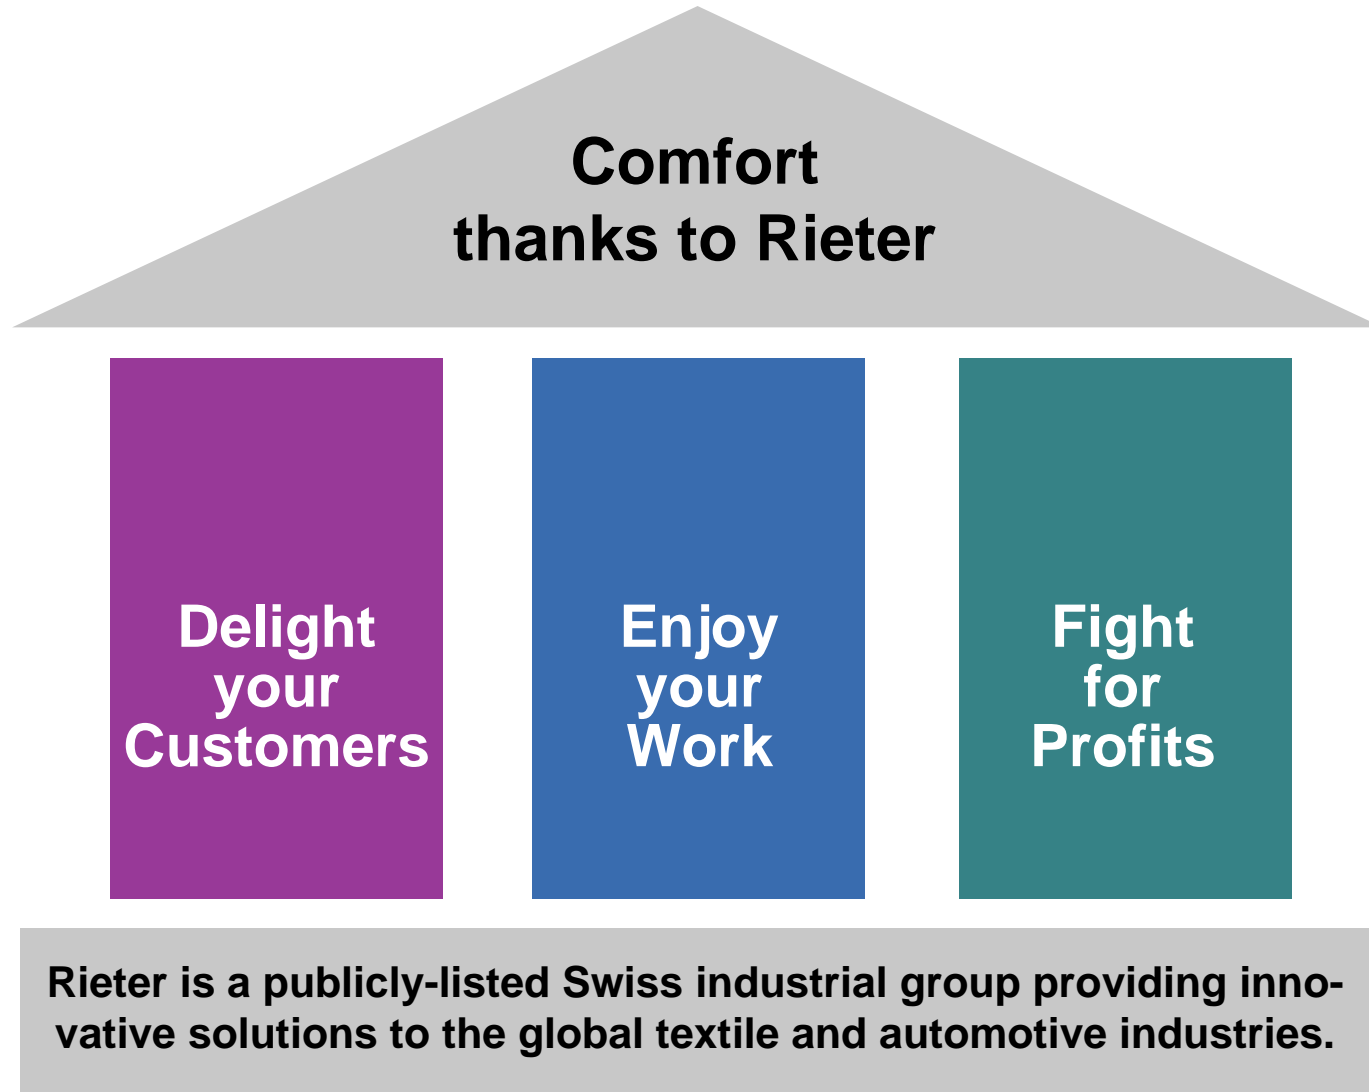 Comfort
thanks to Rieter
Delight
your
Customers
Enjoy
your
Work
Fight
for
Profits
Rieter is a publicly-listed Swiss industrial group providing inno-
vative solutions to the global textile and automotive industries.